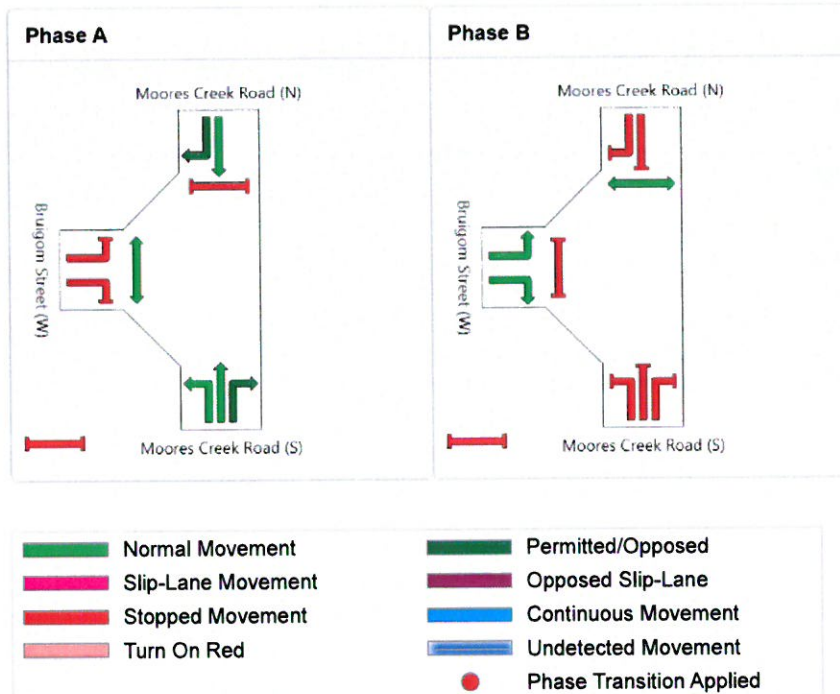 Phase A
Moores Creek Road (N)
Bruigom Street (W)
Moores Creek Road (S)
Phase B
Moores Creek Road (N)
Bruigom Street (W)
Moores Creek Road (S)
Normal Movement
Slip-Lane Movement
Stopped Movement
Turn On Red
Permitted/Opposed
Opposed Slip-Lane
Continuous Movement
Undetected Movement
Phase Transition Applied